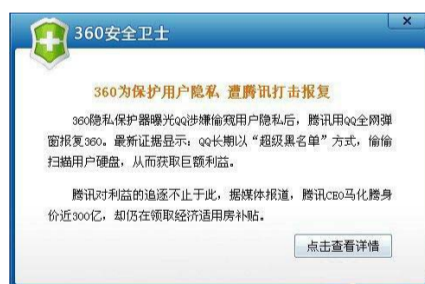 360安全卫士
360为保护用户隐私 遭腾讯打击报复
360隐私保护器曝光QQ涉嫌偷窥用户隐私后，腾讯用QQ全网弹
窗报复360。最新证据显示：QQ长期以“超级黑名单”方式，偷偷
扫描用户硬盘，从而获取巨额利益。
腾讯对利益的追逐不止于此，据媒体报道，腾讯CEO马化腾身
价近300亿，却仍在领取经济适用房补贴。
点击查看详情